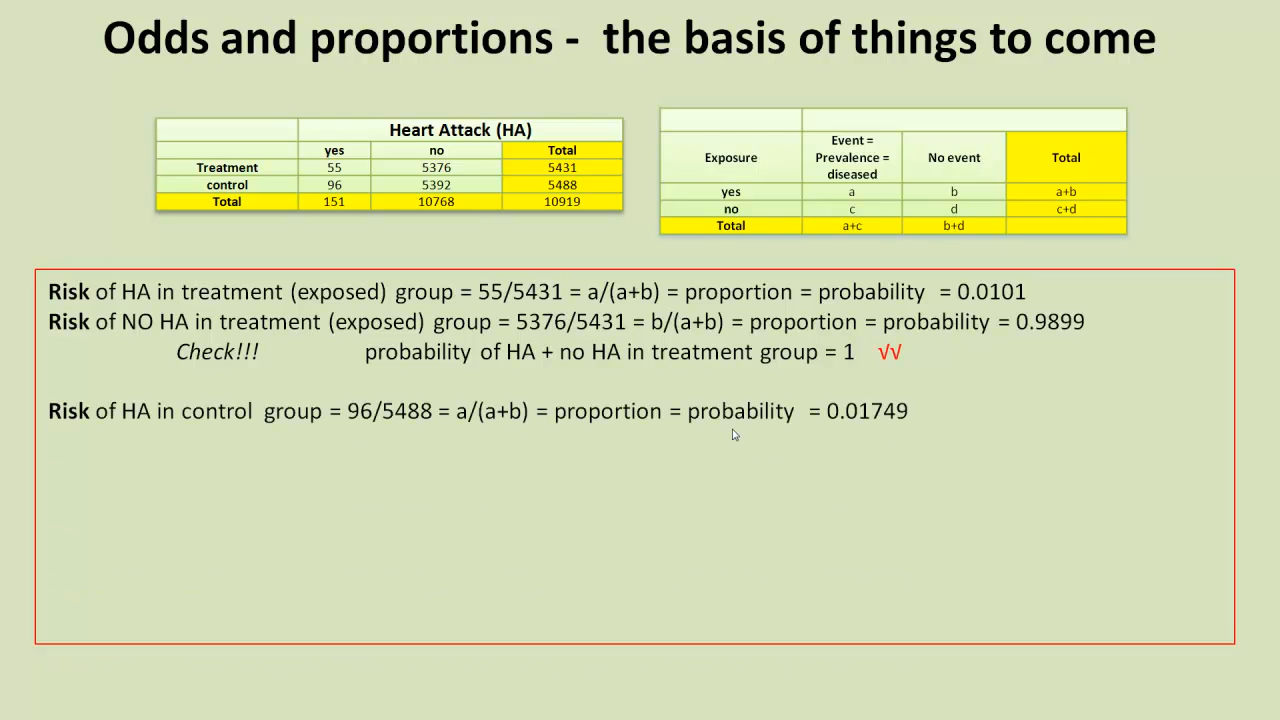 Odds and proportions - the basis of things to come
Heart Attack (HA)
yes no Total
Treatment 55 5376 5431
control 96 5392 5488
Total 151 10768 10919
Exposure Event = Prevalence = diseased No event Total
yes a b a+b
no c d c+d
Total a+c b+d
Risk of HA in treatment (exposed) group = 55/5431 = a/(a+b) = proportion = probability = 0.0101
Risk of NO HA in treatment (exposed) group = 5376/5431 = b/(a+b) = proportion = probability = 0.9899
Check!!! probability of HA + no HA in treatment group = 1 √√
Risk of HA in control group = 96/5488 = a/(a+b) = proportion = probability = 0.01749